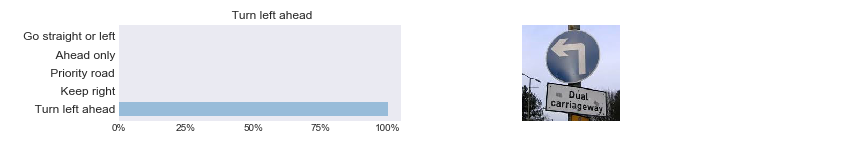 Turn left ahead
Go straight or left
Ahead only
Priority road
Keep right
Turn left ahead
0%
25%
50%
75%
100%
Dual
carriageway